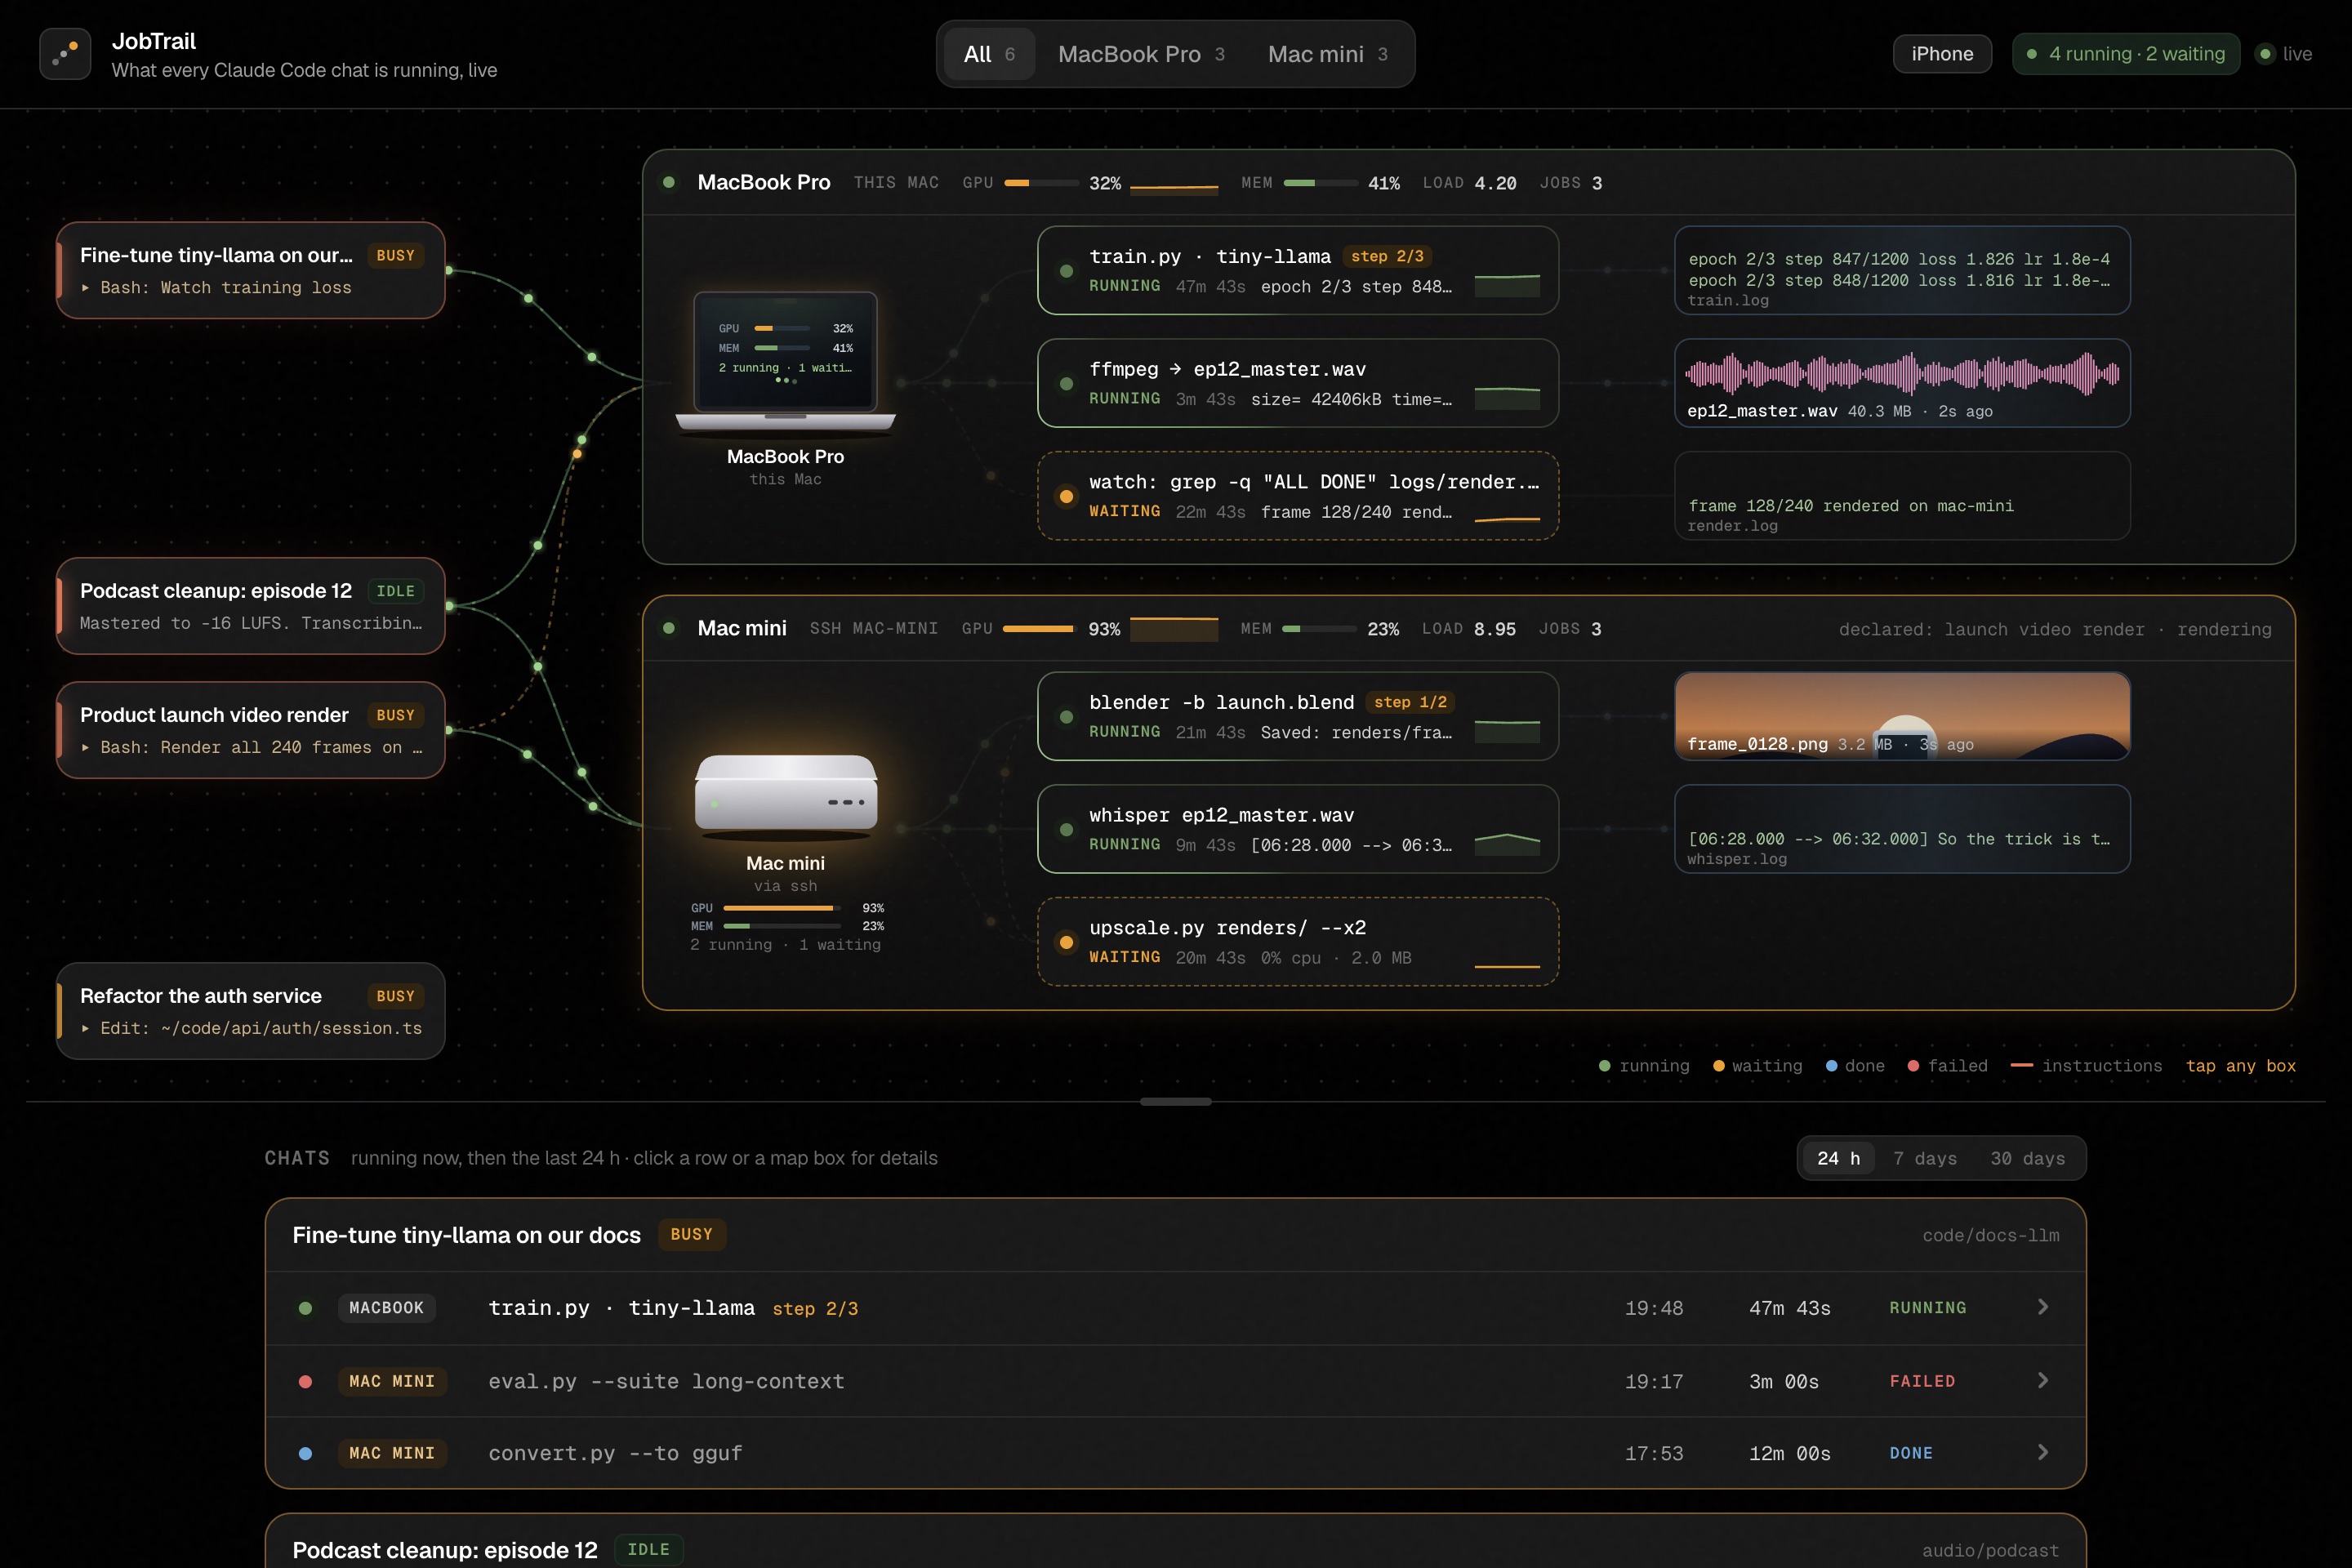 JobTrail
What every Claude Code chat is running, live
All 6 MacBook Pro 3 Mac mini 3
iPhone
4 running · 2 waiting
live
Fine-tune tiny-llama on our… BUSY
▸ Bash: Watch training loss
Podcast cleanup: episode 12 IDLE
Mastered to -16 LUFS. Transcribin…
Product launch video render BUSY
▸ Bash: Render all 240 frames on …
Refactor the auth service BUSY
▸ Edit: ~/code/api/auth/session.ts
MacBook Pro THIS MAC GPU 32% MEM 41% LOAD 4.20 JOBS 3
GPU 32%
MEM 41%
2 running · 1 waiti…
MacBook Pro
this Mac
train.py · tiny-llama step 2/3
RUNNING 47m 43s epoch 2/3 step 848…
epoch 2/3 step 847/1200 loss 1.826 lr 1.8e-4
epoch 2/3 step 848/1200 loss 1.816 lr 1.8e-…
train.log
ffmpeg → ep12_master.wav
RUNNING 3m 43s size= 42406kB time=…
ep12_master.wav 40.3 MB · 2s ago
watch: grep -q "ALL DONE" logs/render.…
WAITING 22m 43s frame 128/240 rend…
frame 128/240 rendered on mac-mini
render.log
Mac mini SSH MAC-MINI GPU 93% MEM 23% LOAD 8.95 JOBS 3 declared: launch video render · rendering
Mac mini
via ssh
GPU 93%
MEM 23%
2 running · 1 waiting
blender -b launch.blend step 1/2
RUNNING 21m 43s Saved: renders/fra…
frame_0128.png 3.2 MB · 3s ago
whisper ep12_master.wav
RUNNING 9m 43s [06:28.000 --> 06:3…
[06:28.000 --> 06:32.000] So the trick is t…
whisper.log
upscale.py renders/ --x2
WAITING 20m 43s 0% cpu · 2.0 MB
running waiting done failed instructions tap any box
CHATS running now, then the last 24 h · click a row or a map box for details
24 h 7 days 30 days
Fine-tune tiny-llama on our docs BUSY code/docs-llm
MACBOOK train.py · tiny-llama step 2/3 19:48 47m 43s RUNNING
MAC MINI eval.py --suite long-context 19:17 3m 00s FAILED
MAC MINI convert.py --to gguf 17:53 12m 00s DONE
Podcast cleanup: episode 12 IDLE audio/podcast